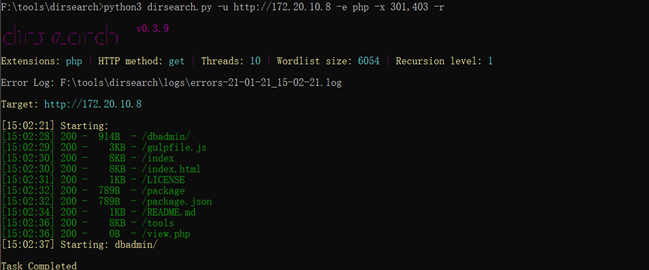 F:\tools\dirsearch>python3 dirsearch.py -u http://172.20.10.8 -e php -x 301,403 -r
dirsearch v0.3.9
Extensions: php | HTTP method: get | Threads: 10 | Wordlist size: 6054 | Recursion level: 1
Error Log: F:\tools\dirsearch\logs\errors-21-01-21_15-02-21.log
Target: http://172.20.10.8
[15:02:21] Starting:
[15:02:28] 200 - 914B - /dbadmin/
[15:02:29] 200 - 3KB - /gulpfile.js
[15:02:30] 200 - 8KB - /index
[15:02:30] 200 - 8KB - /index.html
[15:02:31] 200 - 1KB - /LICENSE
[15:02:32] 200 - 789B - /package
[15:02:32] 200 - 789B - /package.json
[15:02:34] 200 - 1KB - /README.md
[15:02:36] 200 - 8KB - /tools
[15:02:36] 200 - 0B - /view.php
[15:02:37] Starting: dbadmin/
Task Completed